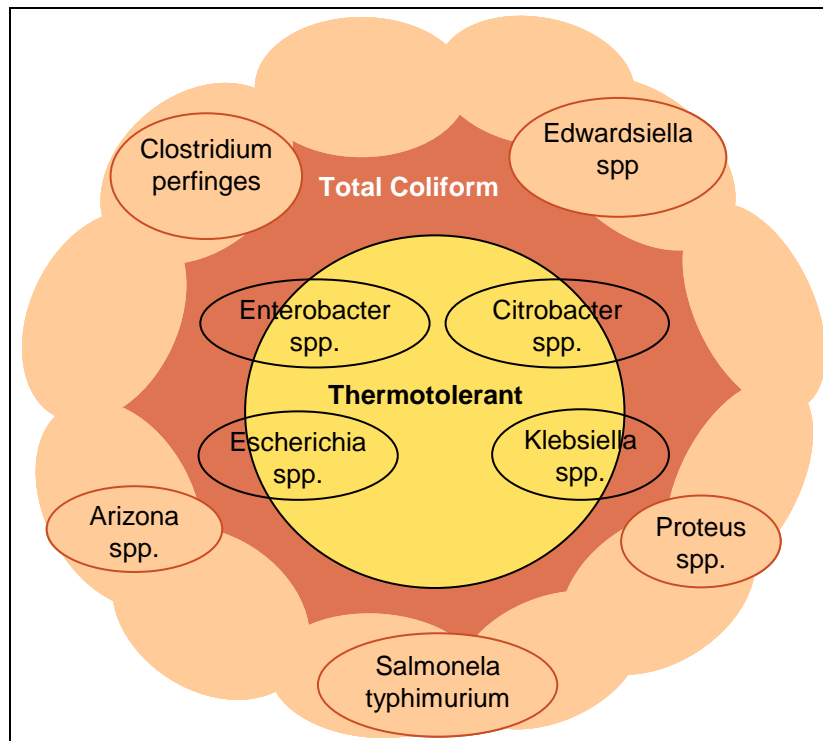 Clostridium
perfinges
Edwardsiella
spp
Total Coliform
Enterobacter
spp.
Citrobacter
spp.
Thermotolerant
Escherichia
spp.
Klebsiella
spp.
Arizona
spp.
Proteus
spp.
Salmonela
typhimurium